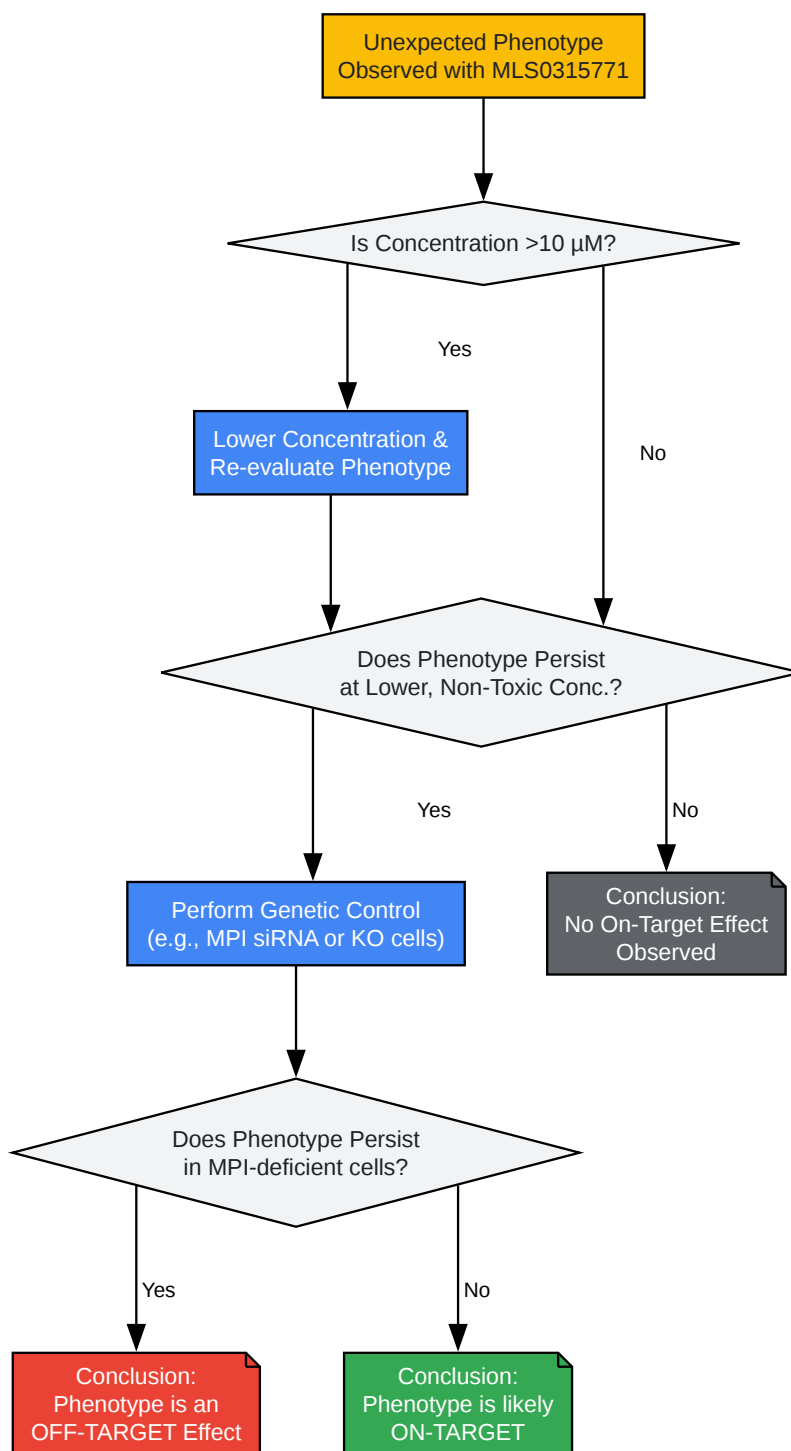 Unexpected Phenotype
Observed with MLS0315771
Is Concentration >10 µM?
Yes
Lower Concentration &
Re-evaluate Phenotype
No
Does Phenotype Persist
at Lower, Non-Toxic Conc.?
Yes
No
Perform Genetic Control
(e.g., MPI siRNA or KO cells)
Conclusion:
No On-Target Effect
Observed
Does Phenotype Persist
in MPI-deficient cells?
Yes
No
Conclusion:
Phenotype is an
OFF-TARGET Effect
Conclusion:
Phenotype is likely
ON-TARGET